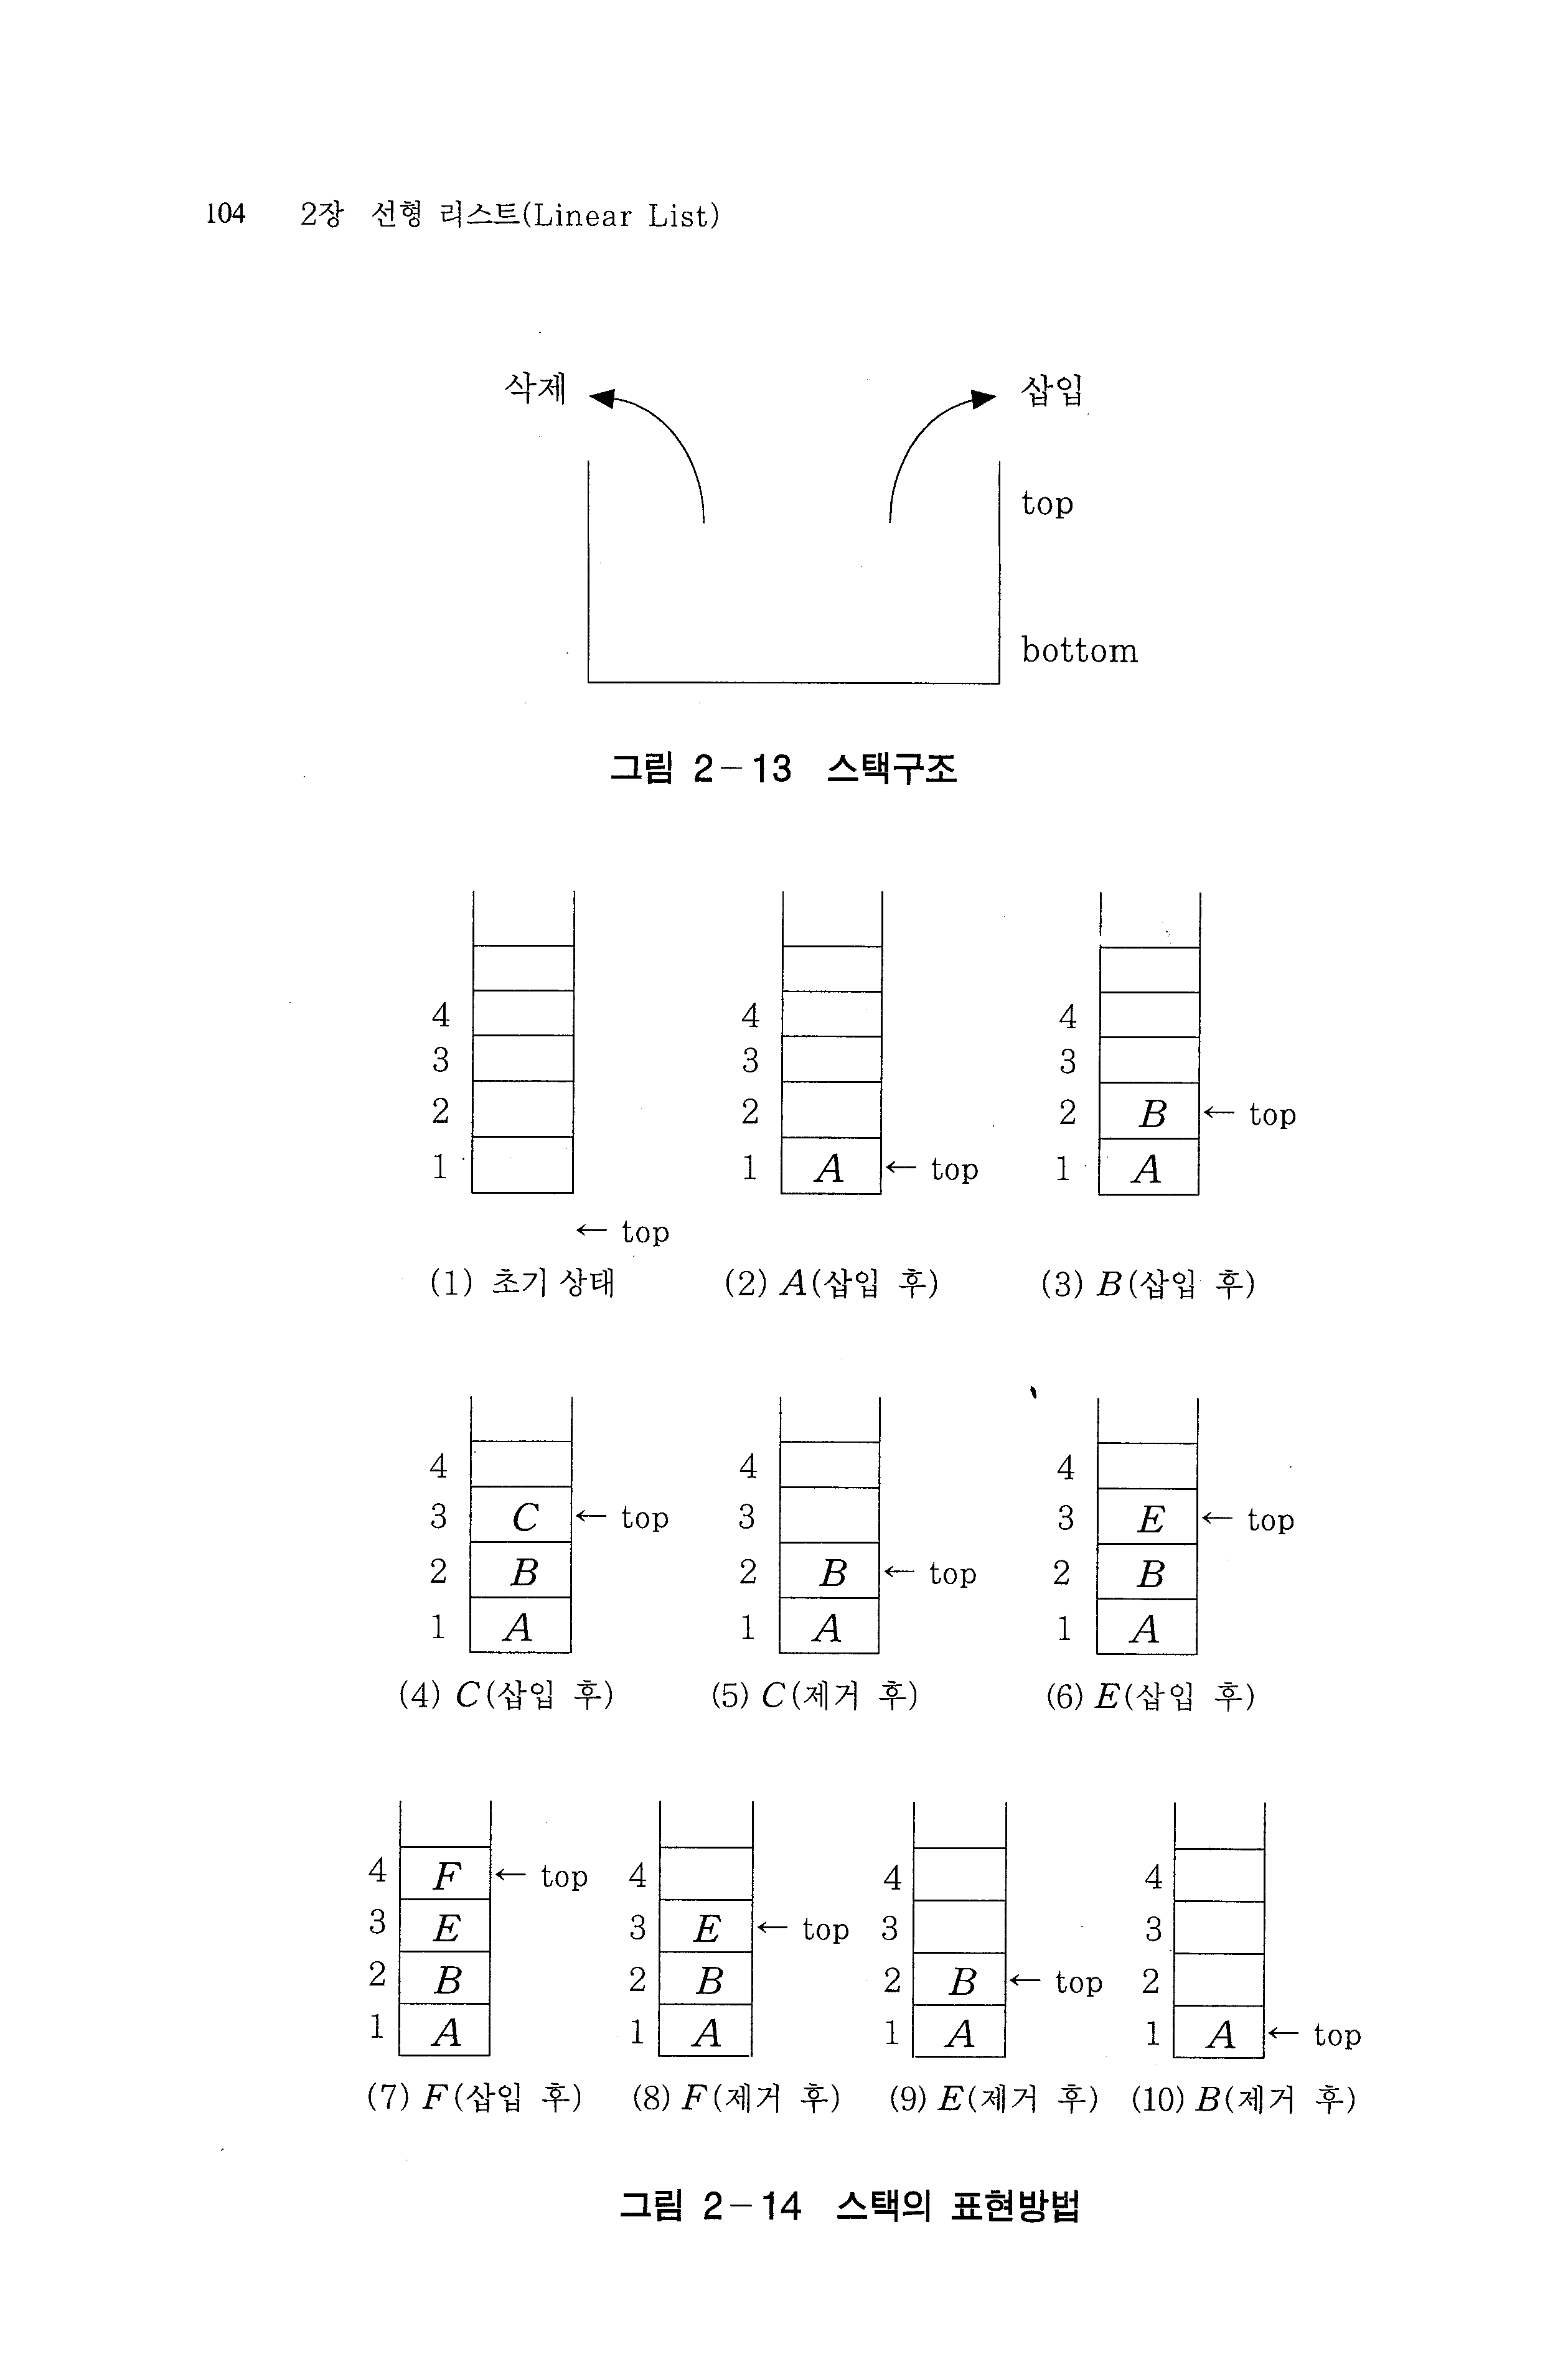 104 2장 선형 리스트(Linear List)
삭제 삽입
top
bottom
그림 2-13 스택구조
4 4 4
3 3 3
2 2 2 B ← top
1 1 A ← top 1 A
← top
(1) 초기 상태 (2) A(삽입 후) (3) B(삽입 후)
4 4 4
3 C ← top 3 3 E ← top
2 B 2 B ← top 2 B
1 A 1 A 1 A
(4) C(삽입 후) (5) C(제거 후) (6) E(삽입 후)
4 F ← top 4 4 4
3 E 3 E ← top 3 3
2 B 2 B 2 B ← top 2
1 A 1 A 1 A 1 A ← top
(7) F(삽입 후) (8) F(제거 후) (9) E(제거 후) (10) B(제거 후)
그림 2-14 스택의 표현방법